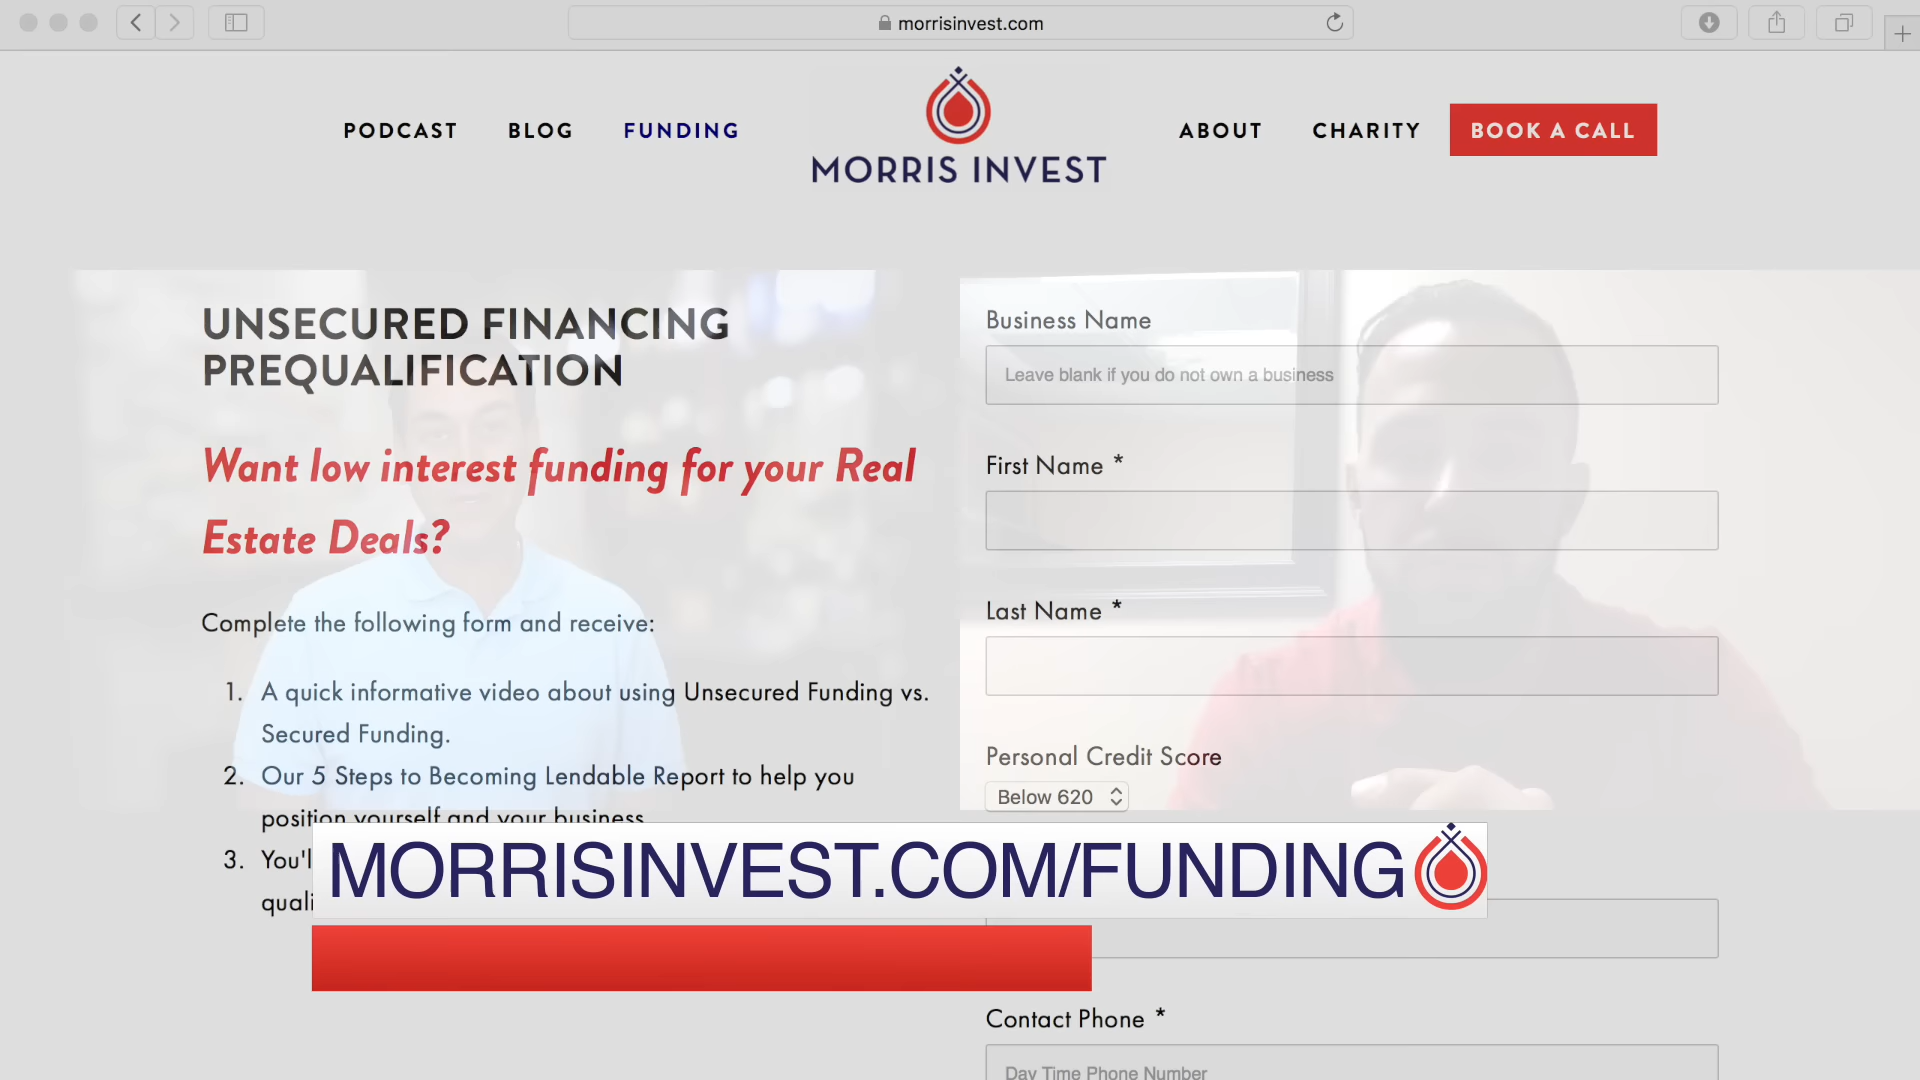 morrisinvest.com
PODCAST
BLOG
FUNDING
MORRIS INVEST
ABOUT
CHARITY
BOOK A CALL
UNSECURED FINANCING
PREQUALIFICATION
Want low interest funding for your Real
Estate Deals?
Complete the following form and receive:
1. A quick informative video about using Unsecured Funding vs.
Secured Funding.
2. Our 5 Steps to Becoming Lendable Report to help you
position yourself and your business
3. You'l
quali
Business Name
Leave blank if you do not own a business
First Name *
Last Name *
Personal Credit Score
Below 620
MORRISINVEST.COM/FUNDING
Contact Phone *
Day Time Phone Number